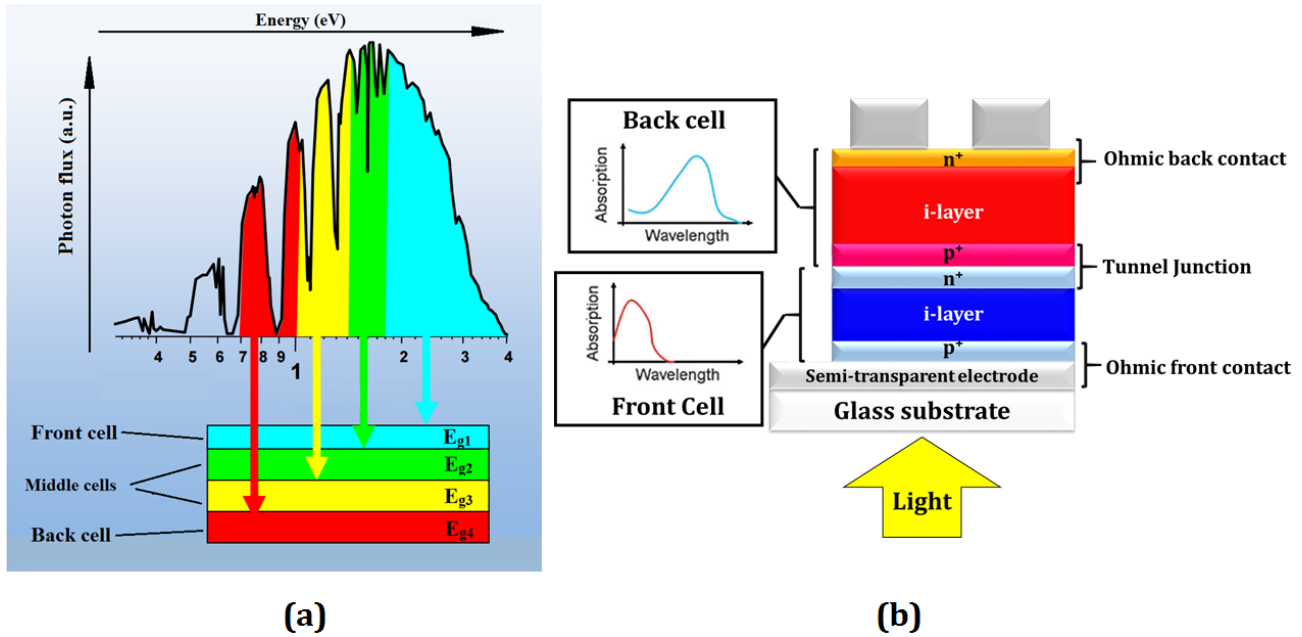 Energy (eV)
Photon flux (a.u.)
4 5 6 7 8 9 1 2 3 4
Front cell
Middle cells
Back cell
Eg1
Eg2
Eg3
Eg4
(a)
Back cell
Absorption
Wavelength
Absorption
Wavelength
Front Cell
n+
i-layer
p+
n+
i-layer
p+
Semi-transparent electrode
Glass substrate
Light
Ohmic back contact
Tunnel Junction
Ohmic front contact
(b)